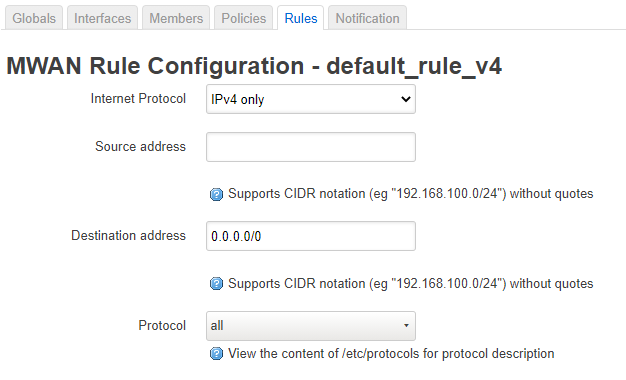 Globals Interfaces Members Policies Rules Notification
MWAN Rule Configuration - default_rule_v4
Internet Protocol IPv4 only
Source address
Supports CIDR notation (eg "192.168.100.0/24") without quotes
Destination address 0.0.0.0/0
Supports CIDR notation (eg "192.168.100.0/24") without quotes
Protocol all
View the content of /etc/protocols for protocol description